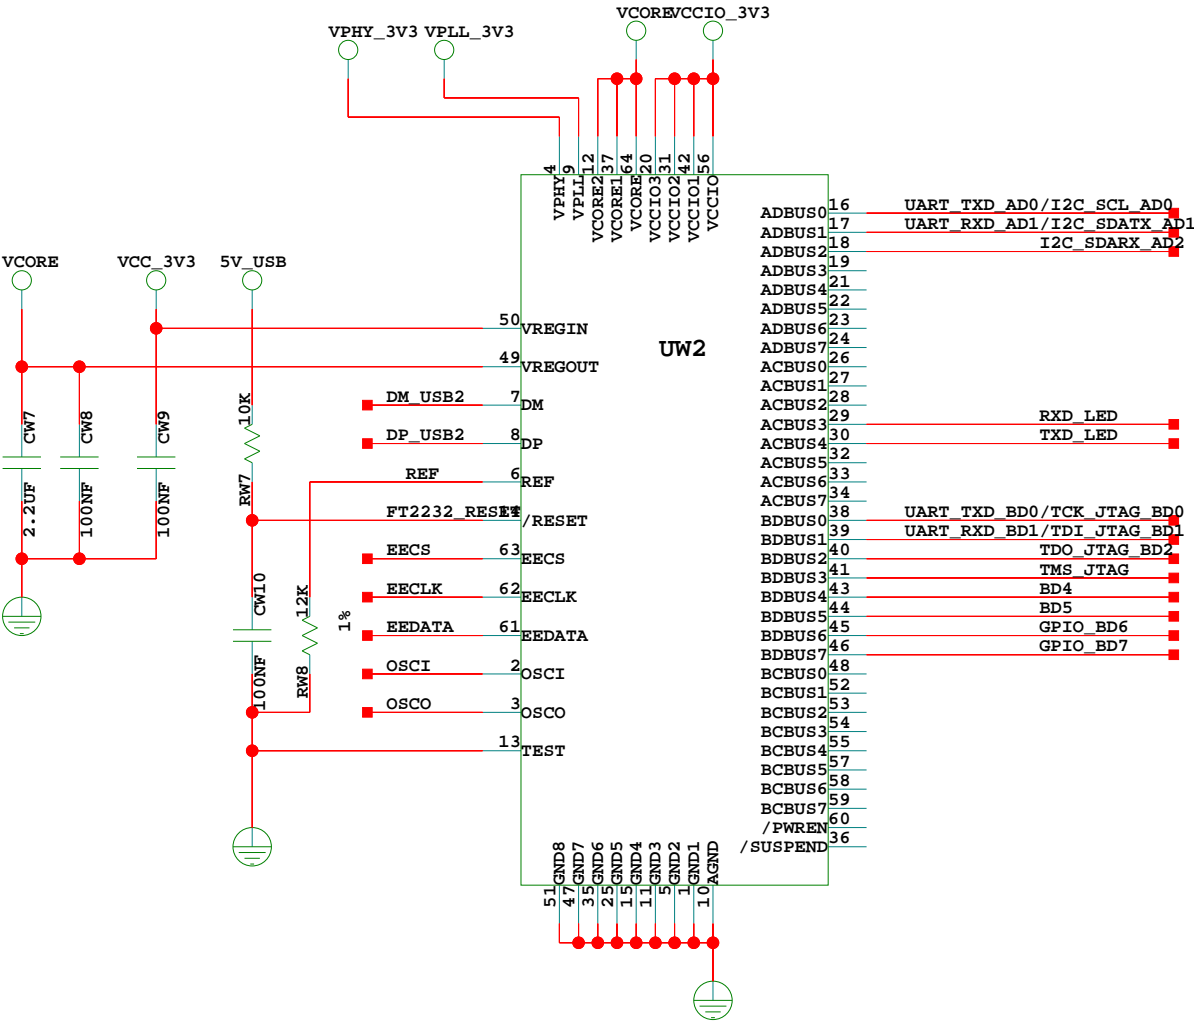 VCORE VCCIO_3V3
VPHY_3V3 VPLL_3V3
4 9 12 37 64 20 31 42 56
VPHY VPLL VCORE2 VCORE1 VCORE VCCIO3 VCCIO2 VCCIO1 VCCIO
ADBUS0 16 UART_TXD_AD0/I2C_SCL_AD0
ADBUS1 17 UART_RXD_AD1/I2C_SDATX_AD1
ADBUS2 18 I2C_SDARX_AD2
ADBUS3 19
ADBUS4 21
ADBUS5 22
ADBUS6 23
ADBUS7 24
ACBUS0 26
ACBUS1 27
ACBUS2 28
ACBUS3 29 RXD_LED
ACBUS4 30 TXD_LED
ACBUS5 32
ACBUS6 33
ACBUS7 34
BDBUS0 38 UART_TXD_BD0/TCK_JTAG_BD0
BDBUS1 39 UART_RXD_BD1/TDI_JTAG_BD1
BDBUS2 40 TDO_JTAG_BD2
BDBUS3 41 TMS_JTAG
BDBUS4 43 BD4
BDBUS5 44 BD5
BDBUS6 45 GPIO_BD6
BDBUS7 46 GPIO_BD7
BCBUS0 48
BCBUS1 52
BCBUS2 53
BCBUS3 54
BCBUS4 55
BCBUS5 57
BCBUS6 58
BCBUS7 59
/PWREN 60
/SUSPEND 36
UW2
VCORE VCC_3V3 5V_USB
50 VREGIN
49 VREGOUT
DM_USB2 7 DM
DP_USB2 8 DP
REF 6 REF
FT2232_RESET 14 /RESET
EECS 63 EECS
EECLK 62 EECLK
EEDATA 61 EEDATA
OSCI 2 OSCI
OSCO 3 OSCO
13 TEST
CW7 2.2UF
CW8 100NF
CW9 100NF
10K RW7
CW10 100NF
12K RW8 1%
GND8 GND7 GND6 GND5 GND4 GND3 GND2 GND1 AGND
51 47 35 25 15 11 5 1 10